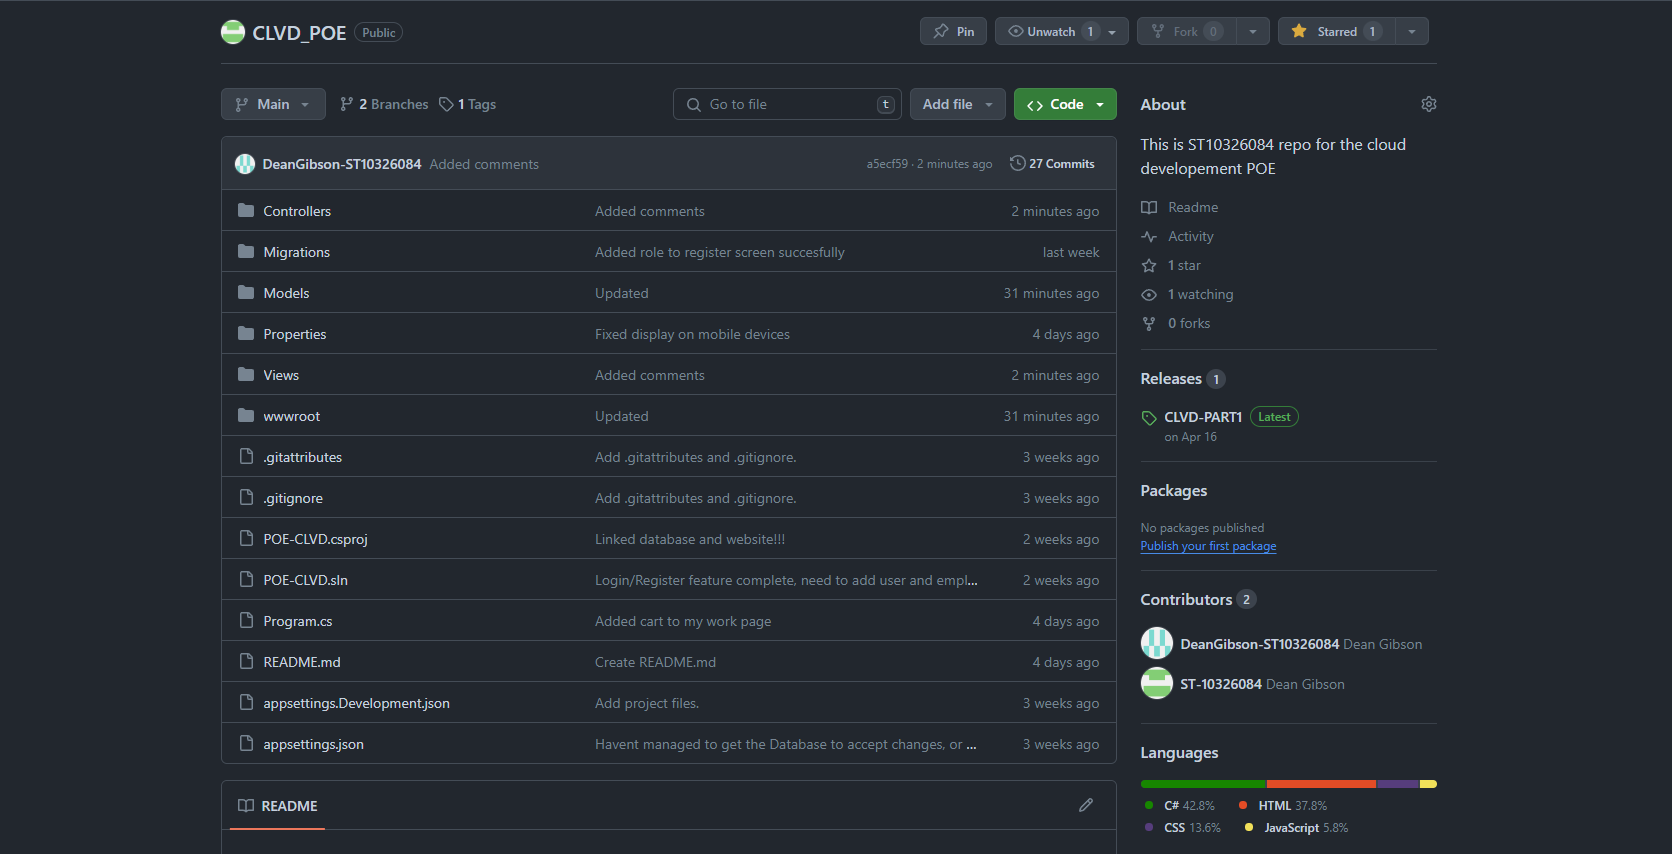 CLVD_POE Public Pin Unwatch 1 Fork 0 Starred 1
Main 2 Branches 1 Tags Go to file t Add file Code
DeanGibson-ST10326084 Added comments a5ecf59 · 2 minutes ago 27 Commits
Controllers Added comments 2 minutes ago
Migrations Added role to register screen succesfully last week
Models Updated 31 minutes ago
Properties Fixed display on mobile devices 4 days ago
Views Added comments 2 minutes ago
wwwroot Updated 31 minutes ago
.gitattributes Add .gitattributes and .gitignore. 3 weeks ago
.gitignore Add .gitattributes and .gitignore. 3 weeks ago
POE-CLVD.csproj Linked database and website!!! 2 weeks ago
POE-CLVD.sln Login/Register feature complete, need to add user and empl... 2 weeks ago
Program.cs Added cart to my work page 4 days ago
README.md Create README.md 4 days ago
appsettings.Development.json Add project files. 3 weeks ago
appsettings.json Havent managed to get the Database to accept changes, or ... 3 weeks ago
README
About
This is ST10326084 repo for the cloud
developement POE
Readme
Activity
1 star
1 watching
0 forks
Releases 1
CLVD-PART1 Latest
on Apr 16
Packages
No packages published
Publish your first package
Contributors 2
DeanGibson-ST10326084 Dean Gibson
ST-10326084 Dean Gibson
Languages
C# 42.8% HTML 37.8%
CSS 13.6% JavaScript 5.8%